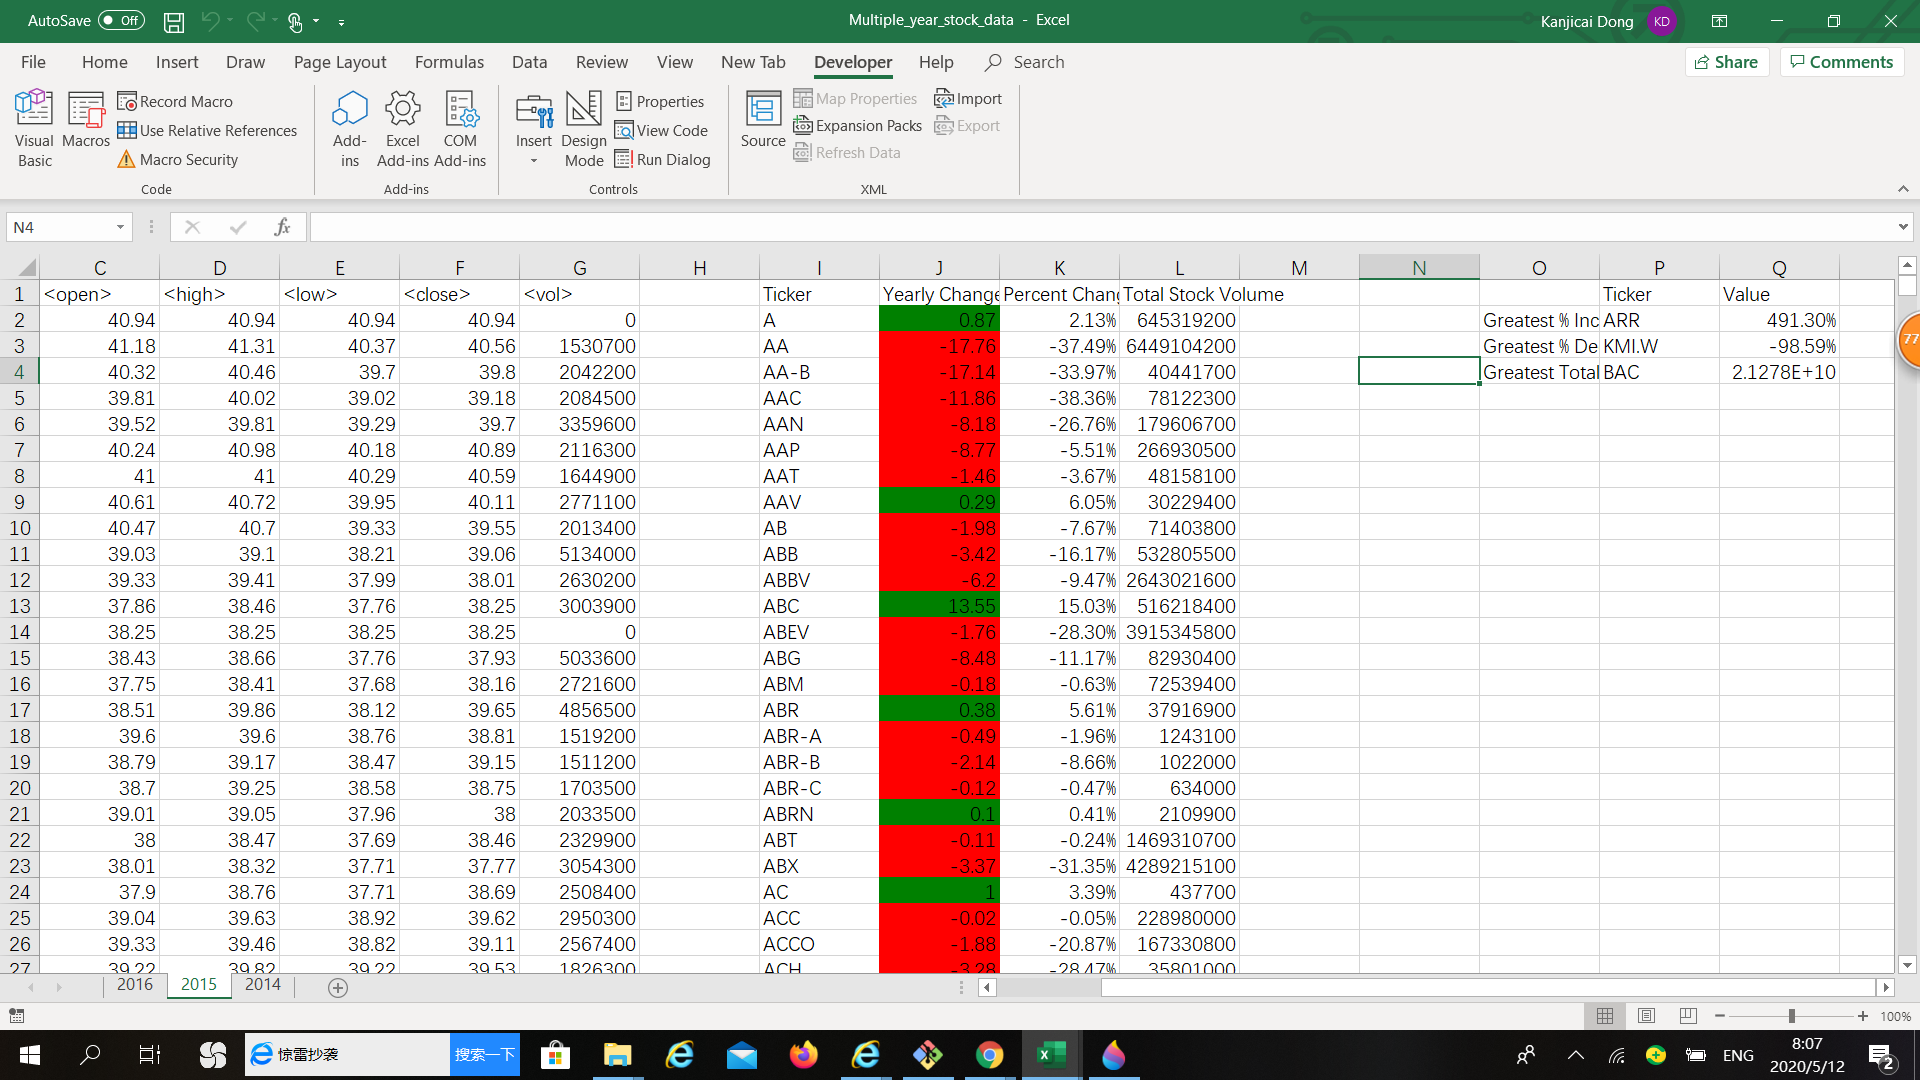 AutoSave Off
Multiple_year_stock_data - Excel
Kanjicai Dong KD
File Home Insert Draw Page Layout Formulas Data Review View New Tab Developer Help Search
Share Comments
Visual Basic
Macros
Record Macro
Use Relative References
Macro Security
Code
Add-ins
Excel Add-ins
COM Add-ins
Add-ins
Insert
Design Mode
Properties
View Code
Run Dialog
Controls
Source
Map Properties
Expansion Packs
Refresh Data
Import
Export
XML
N4
fx
C D E F G H I J K L M N O P Q
1 <open> <high> <low> <close> <vol> Ticker Yearly Change Percent Chang Total Stock Volume Ticker Value
2 40.94 40.94 40.94 40.94 0 A 0.87 2.13% 645319200 Greatest % Inc ARR 491.30%
3 41.18 41.31 40.37 40.56 1530700 AA -17.76 -37.49% 6449104200 Greatest % De KMI.W -98.59%
4 40.32 40.46 39.7 39.8 2042200 AA-B -17.14 -33.97% 40441700 Greatest Total BAC 2.1278E+10
5 39.81 40.02 39.02 39.18 2084500 AAC -11.86 -38.36% 78122300
6 39.52 39.81 39.29 39.7 3359600 AAN -8.18 -26.76% 179606700
7 40.24 40.98 40.18 40.89 2116300 AAP -8.77 -5.51% 266930500
8 41 41 40.29 40.59 1644900 AAT -1.46 -3.67% 48158100
9 40.61 40.72 39.95 40.11 2771100 AAV 0.29 6.05% 30229400
10 40.47 40.7 39.33 39.55 2013400 AB -1.98 -7.67% 71403800
11 39.03 39.1 38.21 39.06 5134000 ABB -3.42 -16.17% 532805500
12 39.33 39.41 37.99 38.01 2630200 ABBV -6.2 -9.47% 2643021600
13 37.86 38.46 37.76 38.25 3003900 ABC 13.55 15.03% 516218400
14 38.25 38.25 38.25 38.25 0 ABEV -1.76 -28.30% 3915345800
15 38.43 38.66 37.76 37.93 5033600 ABG -8.48 -11.17% 82930400
16 37.75 38.41 37.68 38.16 2721600 ABM -0.18 -0.63% 72539400
17 38.51 39.86 38.12 39.65 4856500 ABR 0.38 5.61% 37916900
18 39.6 39.6 38.76 38.81 1519200 ABR-A -0.49 -1.96% 1243100
19 38.79 39.17 38.47 39.15 1511200 ABR-B -2.14 -8.66% 1022000
20 38.7 39.25 38.58 38.75 1703500 ABR-C -0.12 -0.47% 634000
21 39.01 39.05 37.96 38 2033500 ABRN 0.1 0.41% 2109900
22 38 38.47 37.69 38.46 2329900 ABT -0.11 -0.24% 1469310700
23 38.01 38.32 37.71 37.77 3054300 ABX -3.37 -31.35% 4289215100
24 37.9 38.76 37.71 38.69 2508400 AC 1 3.39% 437700
25 39.04 39.63 38.92 39.62 2950300 ACC -0.02 -0.05% 228980000
26 39.33 39.46 38.82 39.11 2567400 ACCO -1.88 -20.87% 167330800
27 39.22 39.82 39.22 39.53 1826300 ACH -3.28 -28.47% 35801000
77
2016 2015 2014
100%
惊雷抄袭 搜索一下
ENG
8:07
2020/5/12
2